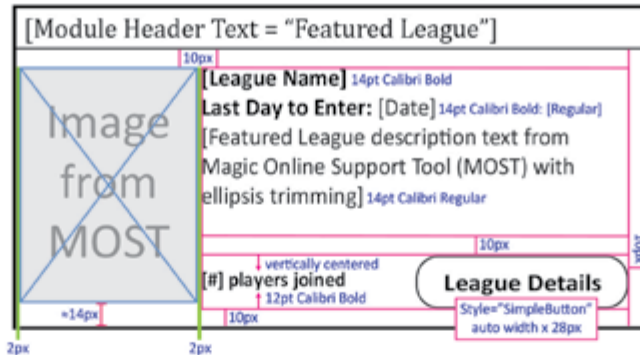 [Module Header Text = “Featured League”]
10px
Image
from
MOST
[League Name] 14pt Calibri Bold
Last Day to Enter: [Date] 14pt Calibri Bold: [Regular]
[Featured League description text from
Magic Online Support Tool (MOST) with
ellipsis trimming] 14pt Calibri Regular
10px
10px
vertically centered
[#] players joined
12pt Calibri Bold
League Details
≈14px
10px
Style=”SimpleButton”
auto width x 28px
2px
2px